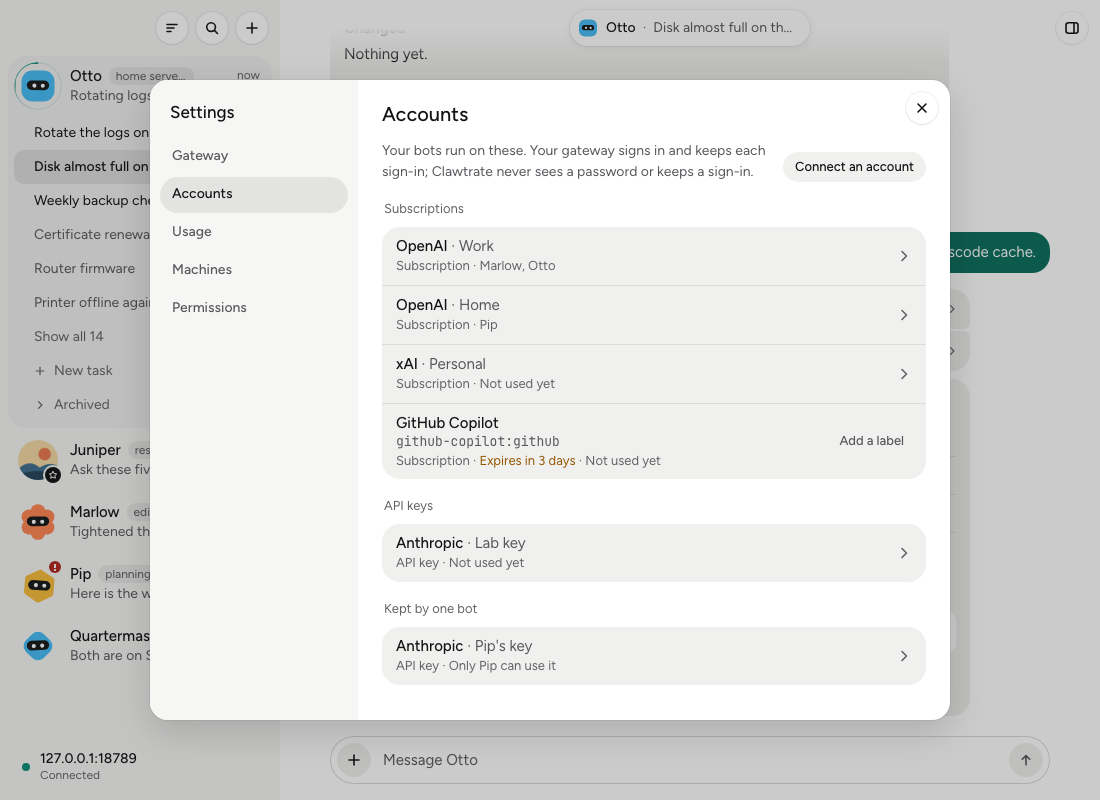 Otto · Disk almost full on th…
Changed
Nothing yet.
Otto home serve… now
Rotating logs
Rotate the logs on
Disk almost full on
Weekly backup che
Certificate renewa
Router firmware
Printer offline again
Show all 14
New task
Archived
Juniper res
Ask these five
Marlow edi
Tightened th
Pip planning
Here is the w
Quartermas
Both are on S
127.0.0.1:18789
Connected
Settings
Gateway
Accounts
Usage
Machines
Permissions
Accounts
Your bots run on these. Your gateway signs in and keeps each
sign-in; Clawtrate never sees a password or keeps a sign-in.
Connect an account
Subscriptions
OpenAI · Work
Subscription · Marlow, Otto
OpenAI · Home
Subscription · Pip
xAI · Personal
Subscription · Not used yet
GitHub Copilot
github-copilot:github
Subscription · Expires in 3 days · Not used yet
Add a label
API keys
Anthropic · Lab key
API key · Not used yet
Kept by one bot
Anthropic · Pip's key
API key · Only Pip can use it
scode cache.
Message Otto